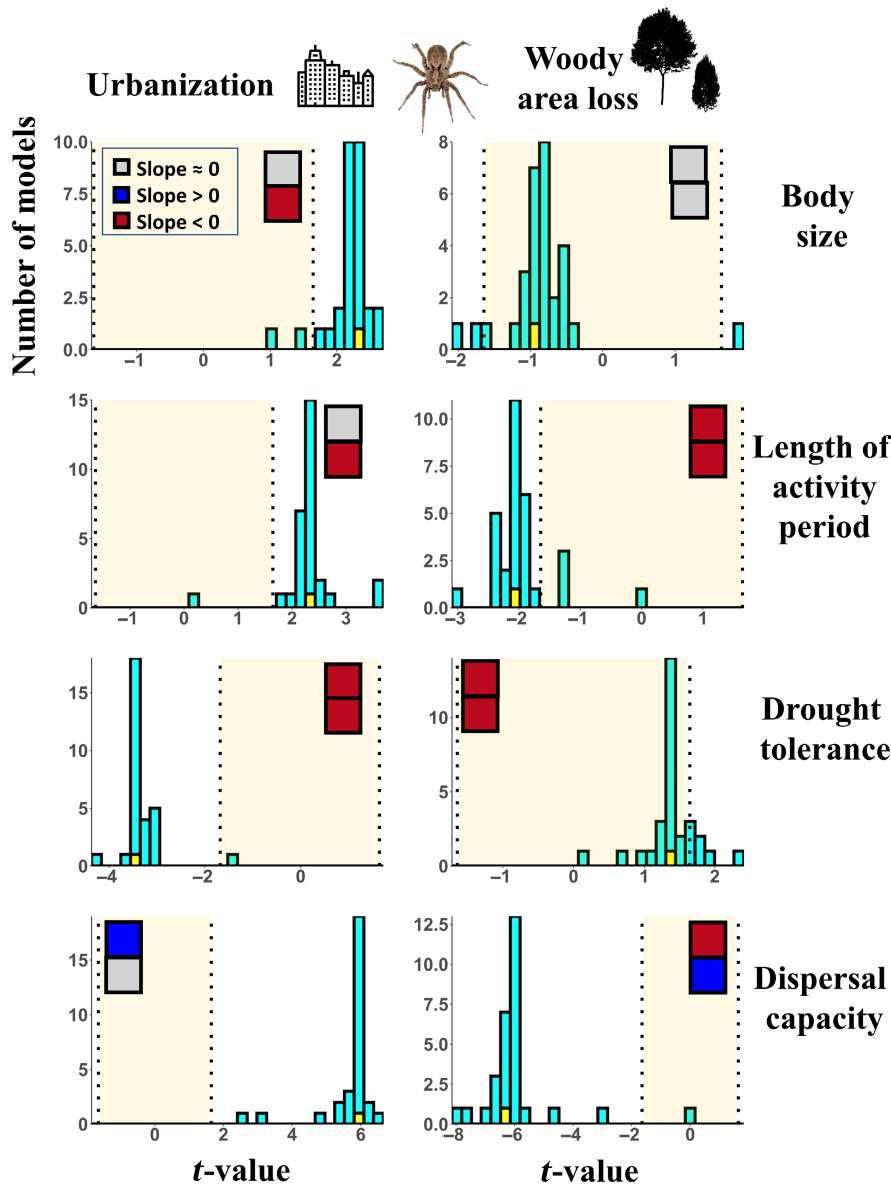 Urbanization
Woody
area loss
Number of models
Slope ≈ 0
Slope > 0
Slope < 0
10.0
7.5
5.0
2.5
0.0
−1 0 1 2
8
6
4
2
0
−2 −1 0 1
Body
size
15
10
5
0
−1 0 1 2 3
10.0
7.5
5.0
2.5
0.0
−3 −2 −1 0 1
Length of
activity
period
15
10
5
0
−4 −2 0
10
5
0
−1 0 1 2
Drought
tolerance
15
10
5
0
0 2 4 6
12.5
10.0
7.5
5.0
2.5
0.0
−8 −6 −4 −2 0
Dispersal
capacity
t-value
t-value